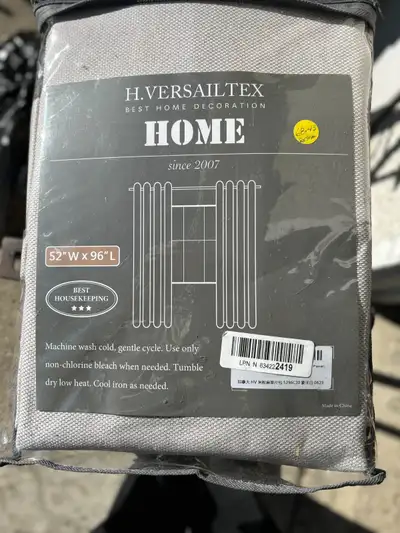 H.VERSAILTEX
BEST HOME DECORATION
HOME
since 2007
52"W x 96"L
BEST
HOUSEKEEPING
Machine wash cold, gentle cycle. Use only
non-chlorine bleach when needed. Tumble
dry low heat. Cool iron as needed.
LPN N 634222419
Made in China